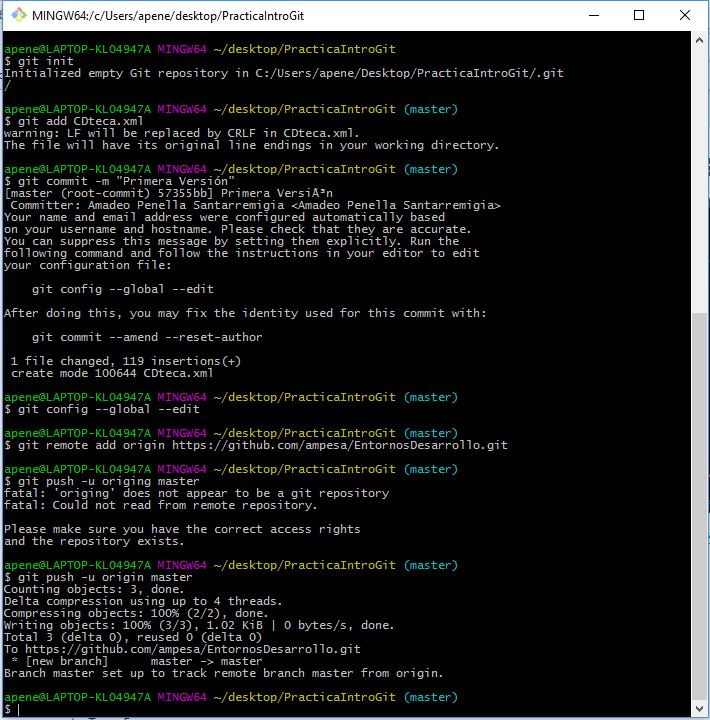 MINGW64:/c/Users/apene/desktop/PracticaIntroGit
apene@LAPTOP-KLO4947A MINGW64 ~/desktop/PracticaIntroGit
$ git init
Initialized empty Git repository in C:/Users/apene/Desktop/PracticaIntroGit/.git
/
apene@LAPTOP-KLO4947A MINGW64 ~/desktop/PracticaIntroGit (master)
$ git add CDteca.xml
warning: LF will be replaced by CRLF in CDteca.xml.
The file will have its original line endings in your working directory.
apene@LAPTOP-KLO4947A MINGW64 ~/desktop/PracticaIntroGit (master)
$ git commit -m "Primera Versión"
[master (root-commit) 57355bb] Primera VersiÃ³n
 Committer: Amadeo Penella Santarremigia <Amadeo Penella Santarremigia>
Your name and email address were configured automatically based
on your username and hostname. Please check that they are accurate.
You can suppress this message by setting them explicitly. Run the
following command and follow the instructions in your editor to edit
your configuration file:
    git config --global --edit
After doing this, you may fix the identity used for this commit with:
    git commit --amend --reset-author
 1 file changed, 119 insertions(+)
 create mode 100644 CDteca.xml
apene@LAPTOP-KLO4947A MINGW64 ~/desktop/PracticaIntroGit (master)
$ git config --global --edit
apene@LAPTOP-KLO4947A MINGW64 ~/desktop/PracticaIntroGit (master)
$ git remote add origin https://github.com/ampesa/EntornosDesarrollo.git
apene@LAPTOP-KLO4947A MINGW64 ~/desktop/PracticaIntroGit (master)
$ git push -u origing master
fatal: 'origing' does not appear to be a git repository
fatal: Could not read from remote repository.
Please make sure you have the correct access rights
and the repository exists.
apene@LAPTOP-KLO4947A MINGW64 ~/desktop/PracticaIntroGit (master)
$ git push -u origin master
Counting objects: 3, done.
Delta compression using up to 4 threads.
Compressing objects: 100% (2/2), done.
Writing objects: 100% (3/3), 1.02 KiB | 0 bytes/s, done.
Total 3 (delta 0), reused 0 (delta 0)
To https://github.com/ampesa/EntornosDesarrollo.git
 * [new branch]      master -> master
Branch master set up to track remote branch master from origin.
apene@LAPTOP-KLO4947A MINGW64 ~/desktop/PracticaIntroGit (master)
$